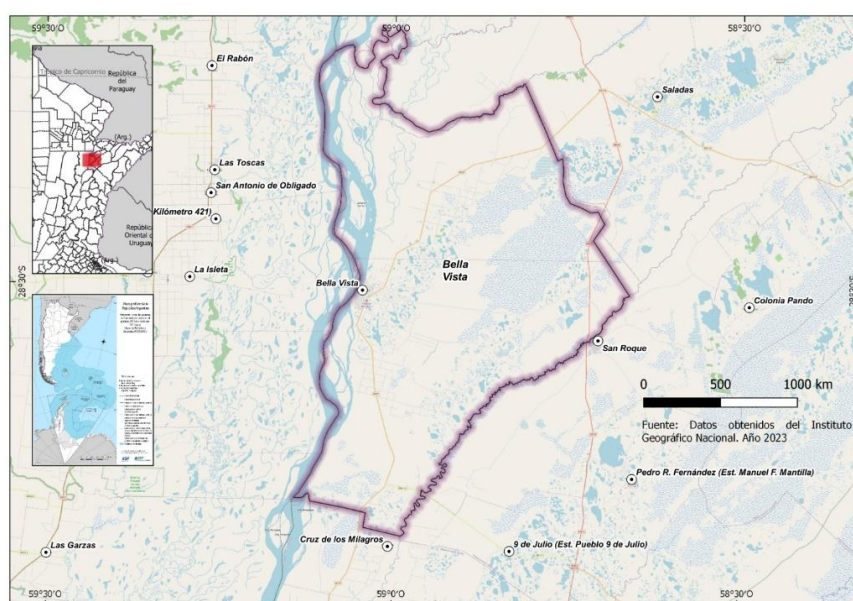 59°30'O
59°0'O
58°30'O
Trópico de Capricornio
República
del
Paraguay
(Arg.)
República
Oriental del
Uruguay
(Arg.)
El Rabón
Saladas
Las Toscas
San Antonio de Obligado
Kilómetro 421)
La Isleta
28°30'S
28°30'S
Bella Vista
Bella
Vista
Colonia Pando
San Roque
0 500 1000 km
Fuente: Datos obtenidos del Instituto
Geográfico Nacional. Año 2023
Pedro R. Fernández (Est. Manuel F. Mantilla)
Cruz de los Milagros
9 de Julio (Est. Pueblo 9 de Julio)
Las Garzas
59°30'O
59°0'O
58°30'O